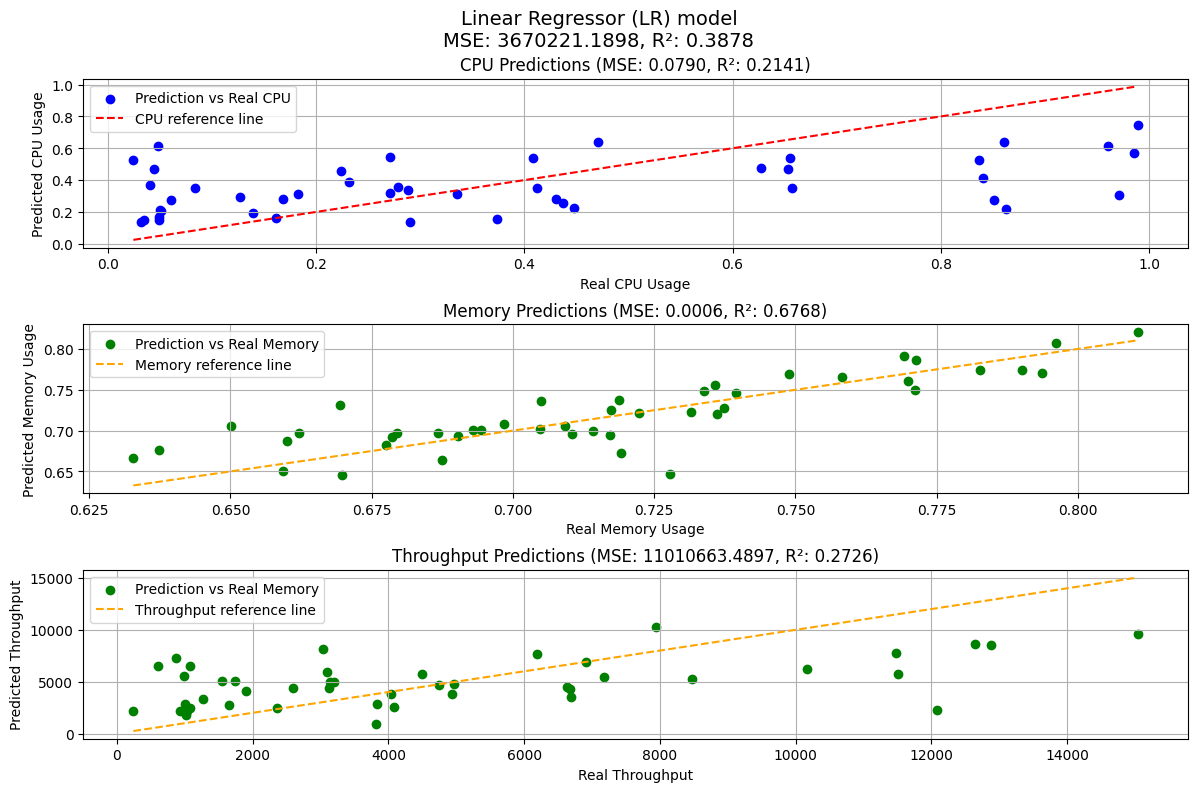 Linear Regressor (LR) model
MSE: 3670221.1898, R²: 0.3878
CPU Predictions (MSE: 0.0790, R²: 0.2141)
Predicted CPU Usage
1.0
0.8
0.6
0.4
0.2
0.0
Prediction vs Real CPU
CPU reference line
0.0 0.2 0.4 0.6 0.8 1.0
Real CPU Usage
Memory Predictions (MSE: 0.0006, R²: 0.6768)
Predicted Memory Usage
0.80
0.75
0.70
0.65
Prediction vs Real Memory
Memory reference line
0.625 0.650 0.675 0.700 0.725 0.750 0.775 0.800
Real Memory Usage
Throughput Predictions (MSE: 11010663.4897, R²: 0.2726)
Predicted Throughput
15000
10000
5000
0
Prediction vs Real Memory
Throughput reference line
0 2000 4000 6000 8000 10000 12000 14000
Real Throughput